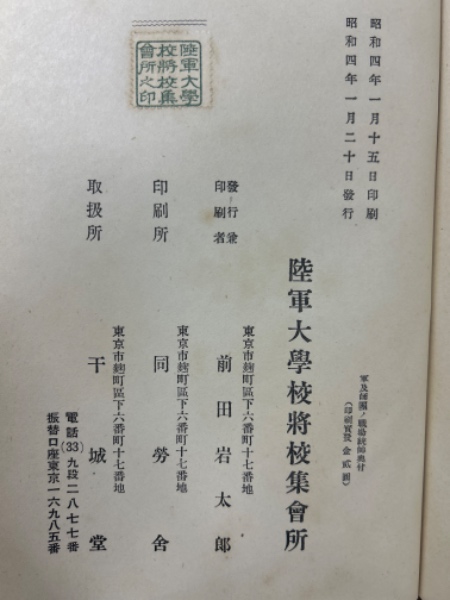 昭和四年一月十五日印刷
昭和四年一月二十日發行
軍及師團ノ戰場統帥奥付
(印刷實費金貳圓)
陸軍大學校將校集會所
發行兼
印刷者
東京市麹町區下六番町十七番地
前田岩太郎
印刷所
東京市麹町區下六番町十七番地
同勞舍
取扱所
東京市麹町區下六番町十七番地
干城堂
電話(33)九段二八七七番
振替口座東京一六九八五番
陸軍大學
校將校集
會所之印